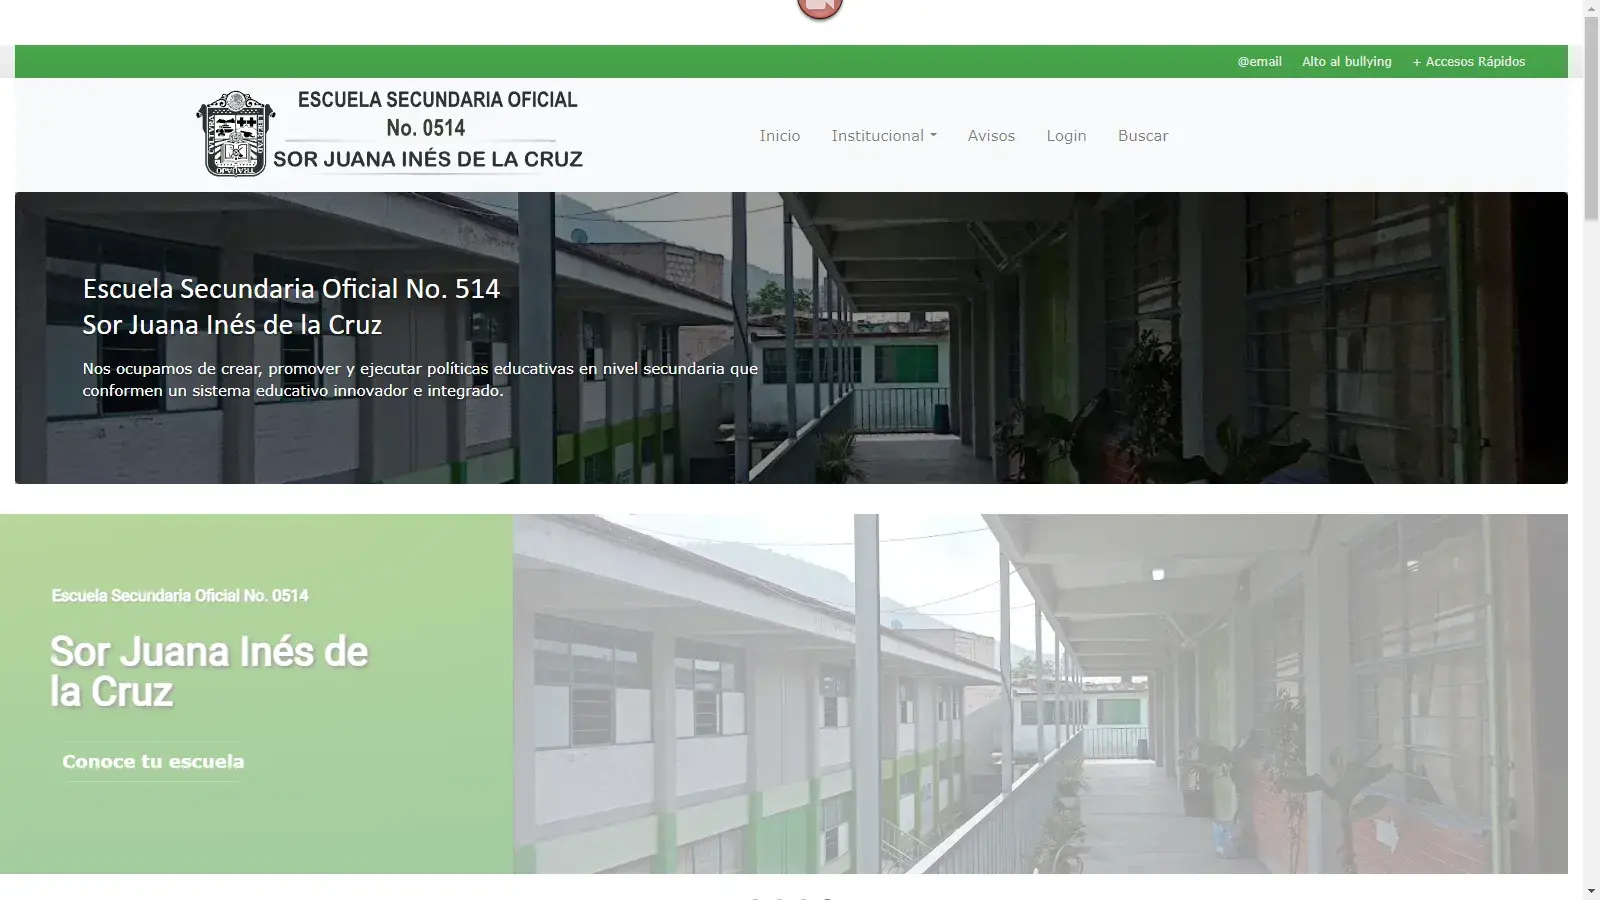 @email Alto al bullying + Accesos Rápidos
ESCUELA SECUNDARIA OFICIAL
No. 0514
SOR JUANA INÉS DE LA CRUZ
Inicio Institucional Avisos Login Buscar
Escuela Secundaria Oficial No. 514
Sor Juana Inés de la Cruz
Nos ocupamos de crear, promover y ejecutar políticas educativas en nivel secundaria que
conformen un sistema educativo innovador e integrado.
Escuela Secundaria Oficial No. 0514
Sor Juana Inés de
la Cruz
Conoce tu escuela